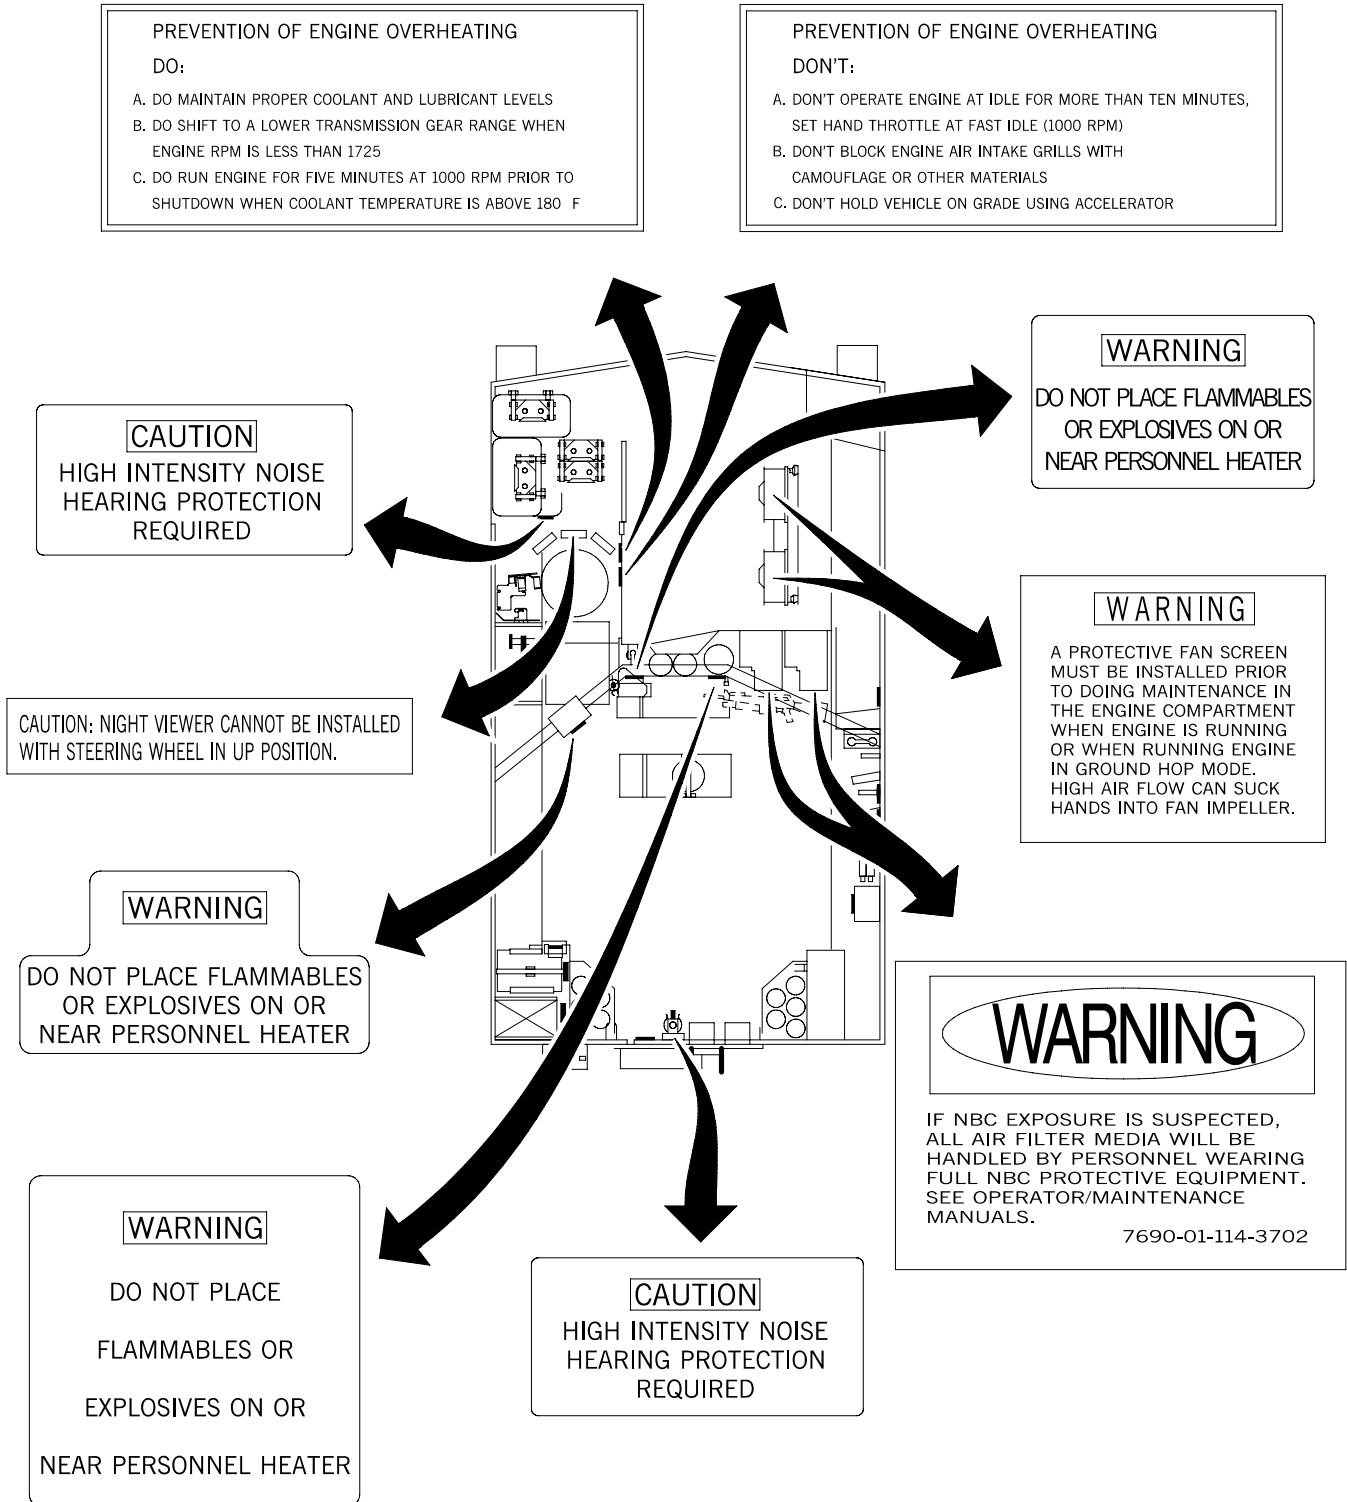 PREVENTION OF ENGINE OVERHEATING
DO:
A. DO MAINTAIN PROPER COOLANT AND LUBRICANT LEVELS
B. DO SHIFT TO A LOWER TRANSMISSION GEAR RANGE WHEN
ENGINE RPM IS LESS THAN 1725
C. DO RUN ENGINE FOR FIVE MINUTES AT 1000 RPM PRIOR TO
SHUTDOWN WHEN COOLANT TEMPERATURE IS ABOVE 180 F
PREVENTION OF ENGINE OVERHEATING
DON'T:
A. DON'T OPERATE ENGINE AT IDLE FOR MORE THAN TEN MINUTES,
SET HAND THROTTLE AT FAST IDLE (1000 RPM)
B. DON'T BLOCK ENGINE AIR INTAKE GRILLS WITH
CAMOUFLAGE OR OTHER MATERIALS
C. DON'T HOLD VEHICLE ON GRADE USING ACCELERATOR
WARNING
DO NOT PLACE FLAMMABLES
OR EXPLOSIVES ON OR
NEAR PERSONNEL HEATER
CAUTION
HIGH INTENSITY NOISE
HEARING PROTECTION
REQUIRED
WARNING
A PROTECTIVE FAN SCREEN
MUST BE INSTALLED PRIOR
TO DOING MAINTENANCE IN
THE ENGINE COMPARTMENT
WHEN ENGINE IS RUNNING
OR WHEN RUNNING ENGINE
IN GROUND HOP MODE.
HIGH AIR FLOW CAN SUCK
HANDS INTO FAN IMPELLER.
CAUTION: NIGHT VIEWER CANNOT BE INSTALLED
WITH STEERING WHEEL IN UP POSITION.
WARNING
DO NOT PLACE FLAMMABLES
OR EXPLOSIVES ON OR
NEAR PERSONNEL HEATER
WARNING
IF NBC EXPOSURE IS SUSPECTED,
ALL AIR FILTER MEDIA WILL BE
HANDLED BY PERSONNEL WEARING
FULL NBC PROTECTIVE EQUIPMENT.
SEE OPERATOR/MAINTENANCE
MANUALS.
7690-01-114-3702
WARNING
DO NOT PLACE
FLAMMABLES OR
EXPLOSIVES ON OR
NEAR PERSONNEL HEATER
CAUTION
HIGH INTENSITY NOISE
HEARING PROTECTION
REQUIRED